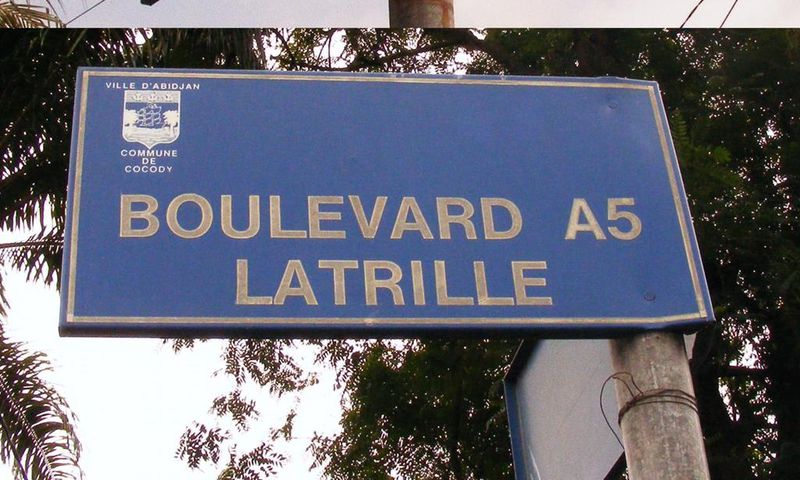 VILLE D'ABIDJAN
COMMUNE
DE
COCODY
BOULEVARD A5
LATRILLE